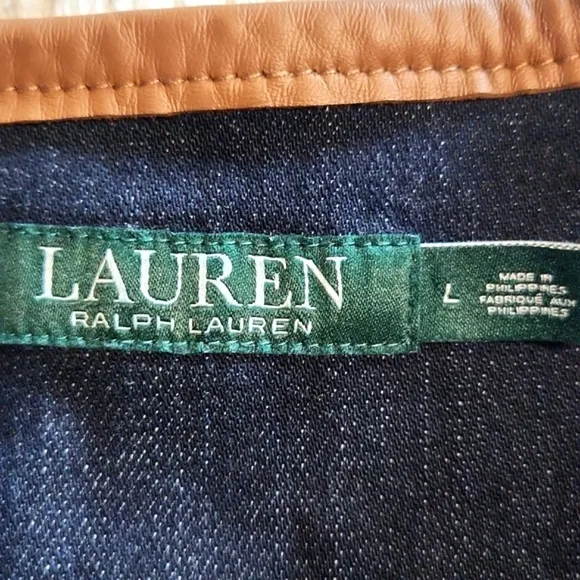 LAUREN
RALPH LAUREN
L
MADE IN
PHILIPPINES
FABRIQUÉ AUX
PHILIPPINES